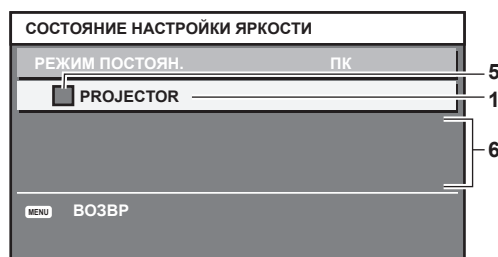 СОСТОЯНИЕ НАСТРОЙКИ ЯРКОСТИ
РЕЖИМ ПОСТОЯН. ПК
5
PROJECTOR 1
6
MENU ВОЗВР